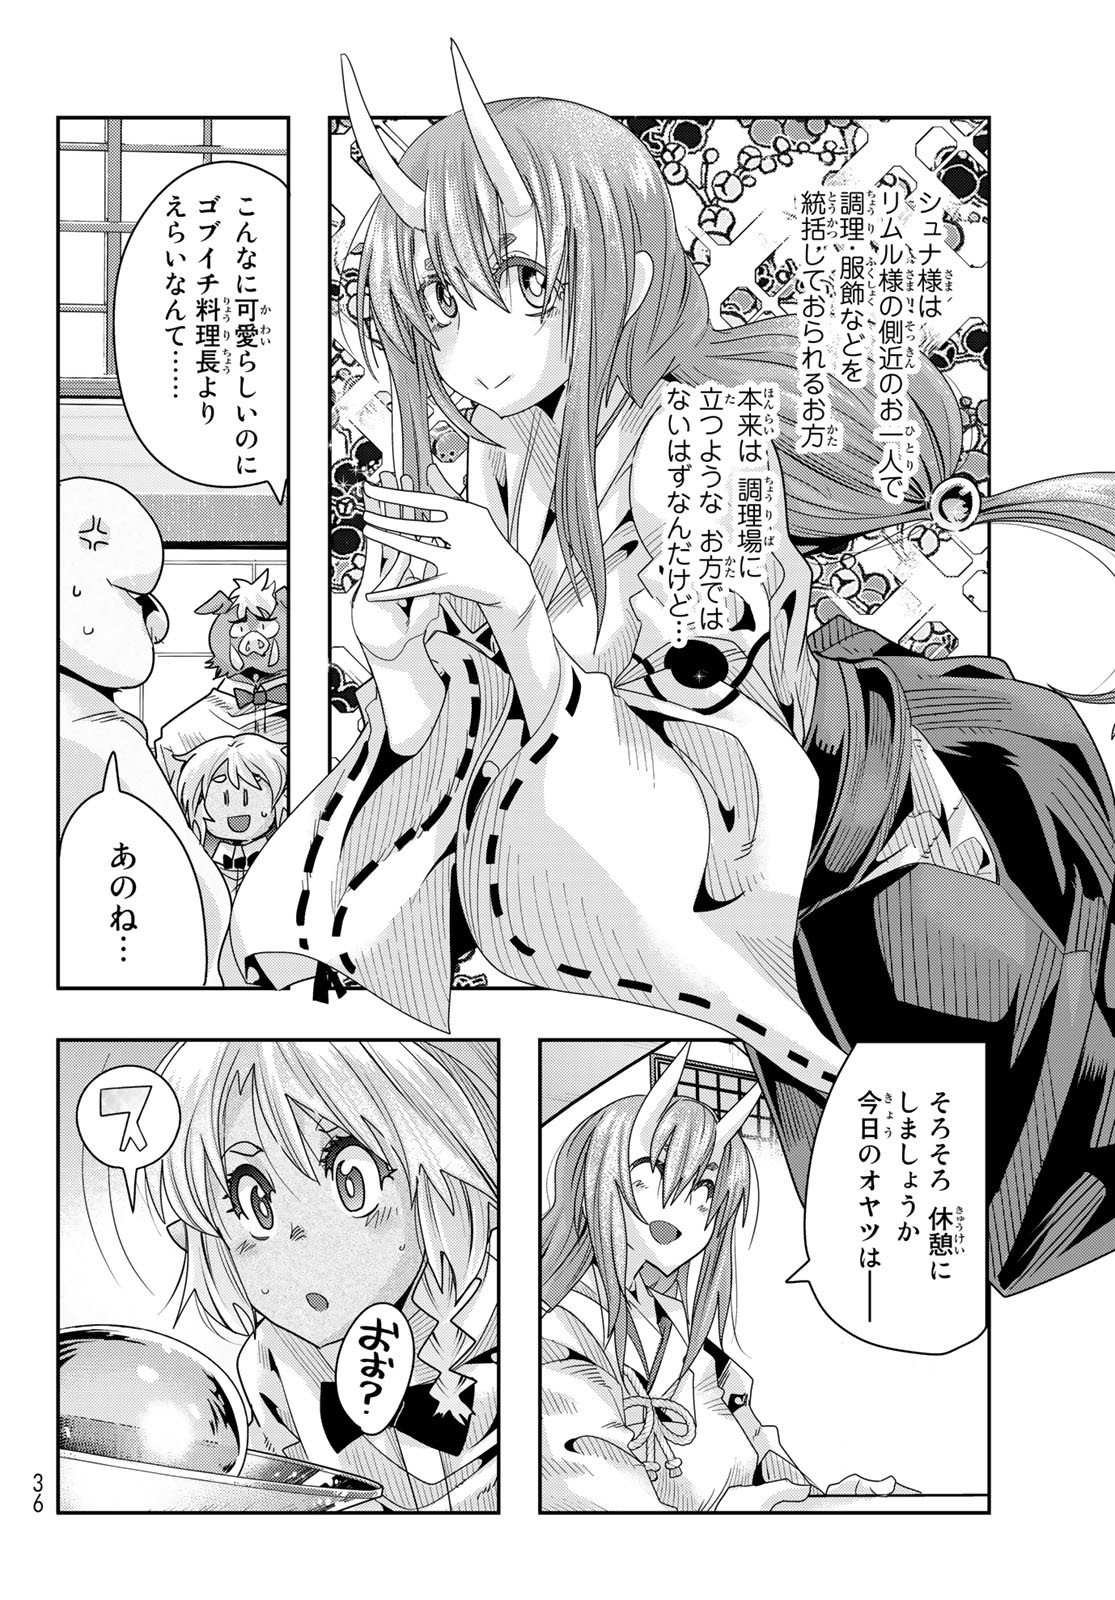 シュナ様は
リムル様の側近のお一人で
調理・服飾などを
統括しておられるお方
本来は 調理場に
立つような お方では
ないはずなんだけど…
こんなに可愛らしいのに
ゴブイチ料理長より
えらいなんて……
あのね…
そろそろ 休憩に
しましょうか
今日のオヤツは──
おお?
ス
36